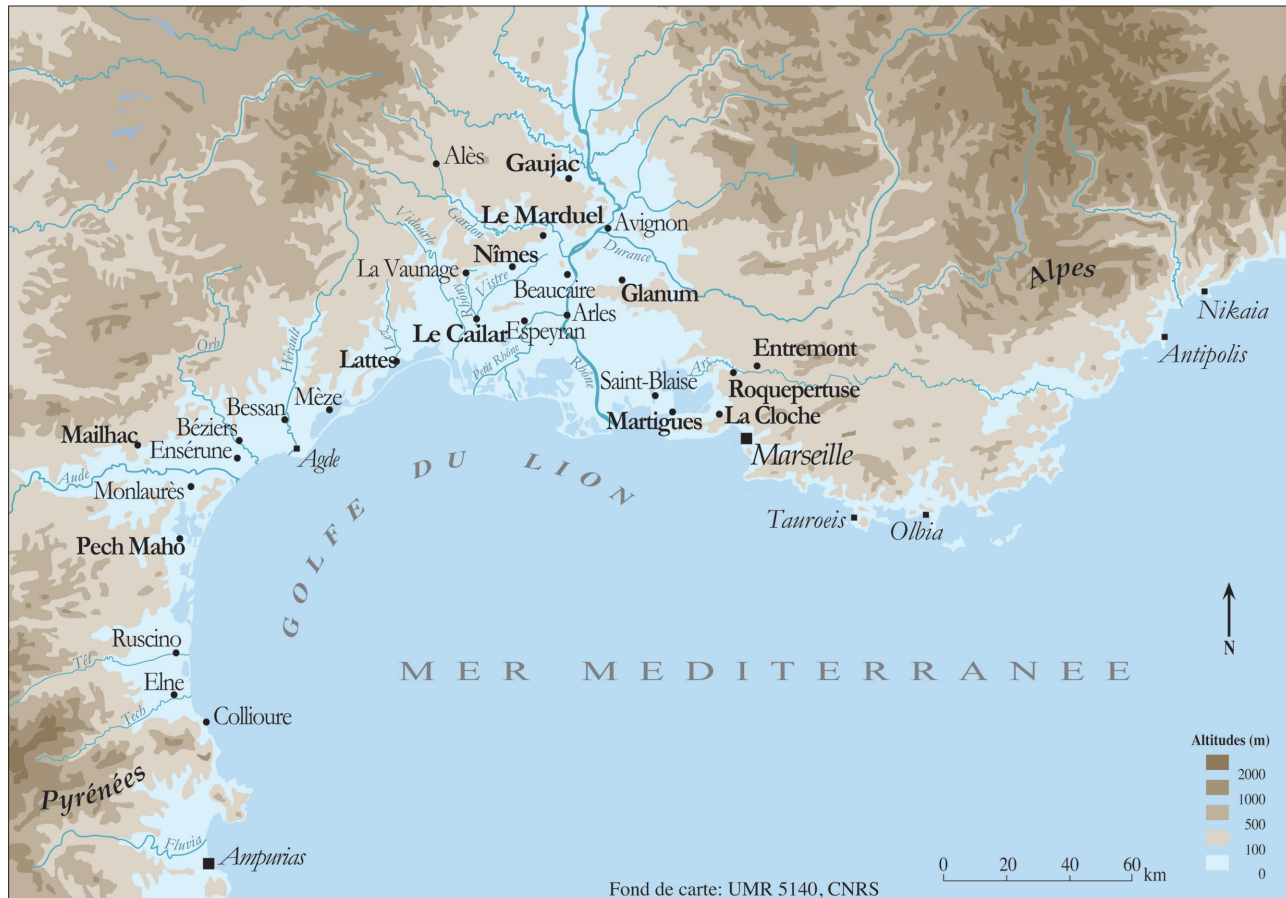 Alès
Gaujac
Le Marduel
Avignon
Vidourle
Gardon
Nîmes
Durance
La Vaunage
Vistre
Rhôny
Beaucaire
Glanum
Alpes
Nikaia
Le Cailar
Espeyran
Arles
Antipolis
Orb
Hérault
Lez
Lattes
Petit Rhône
Rhône
Arc
Entremont
Saint-Blaise
Roquepertuse
Mèze
Bessan
Martigues
La Cloche
Béziers
Mailhac
Ensérune
Agde
Marseille
Aude
Monlaurès
GOLFE DU LION
Tauroeis
Olbia
Pech Maho
N
Ruscino
Têt
MER MEDITERRANEE
Elne
Tech
Collioure
Pyrénées
Altitudes (m)
2000
1000
500
100
0
Fluvia
Ampurias
0 20 40 60
km
Fond de carte: UMR 5140, CNRS